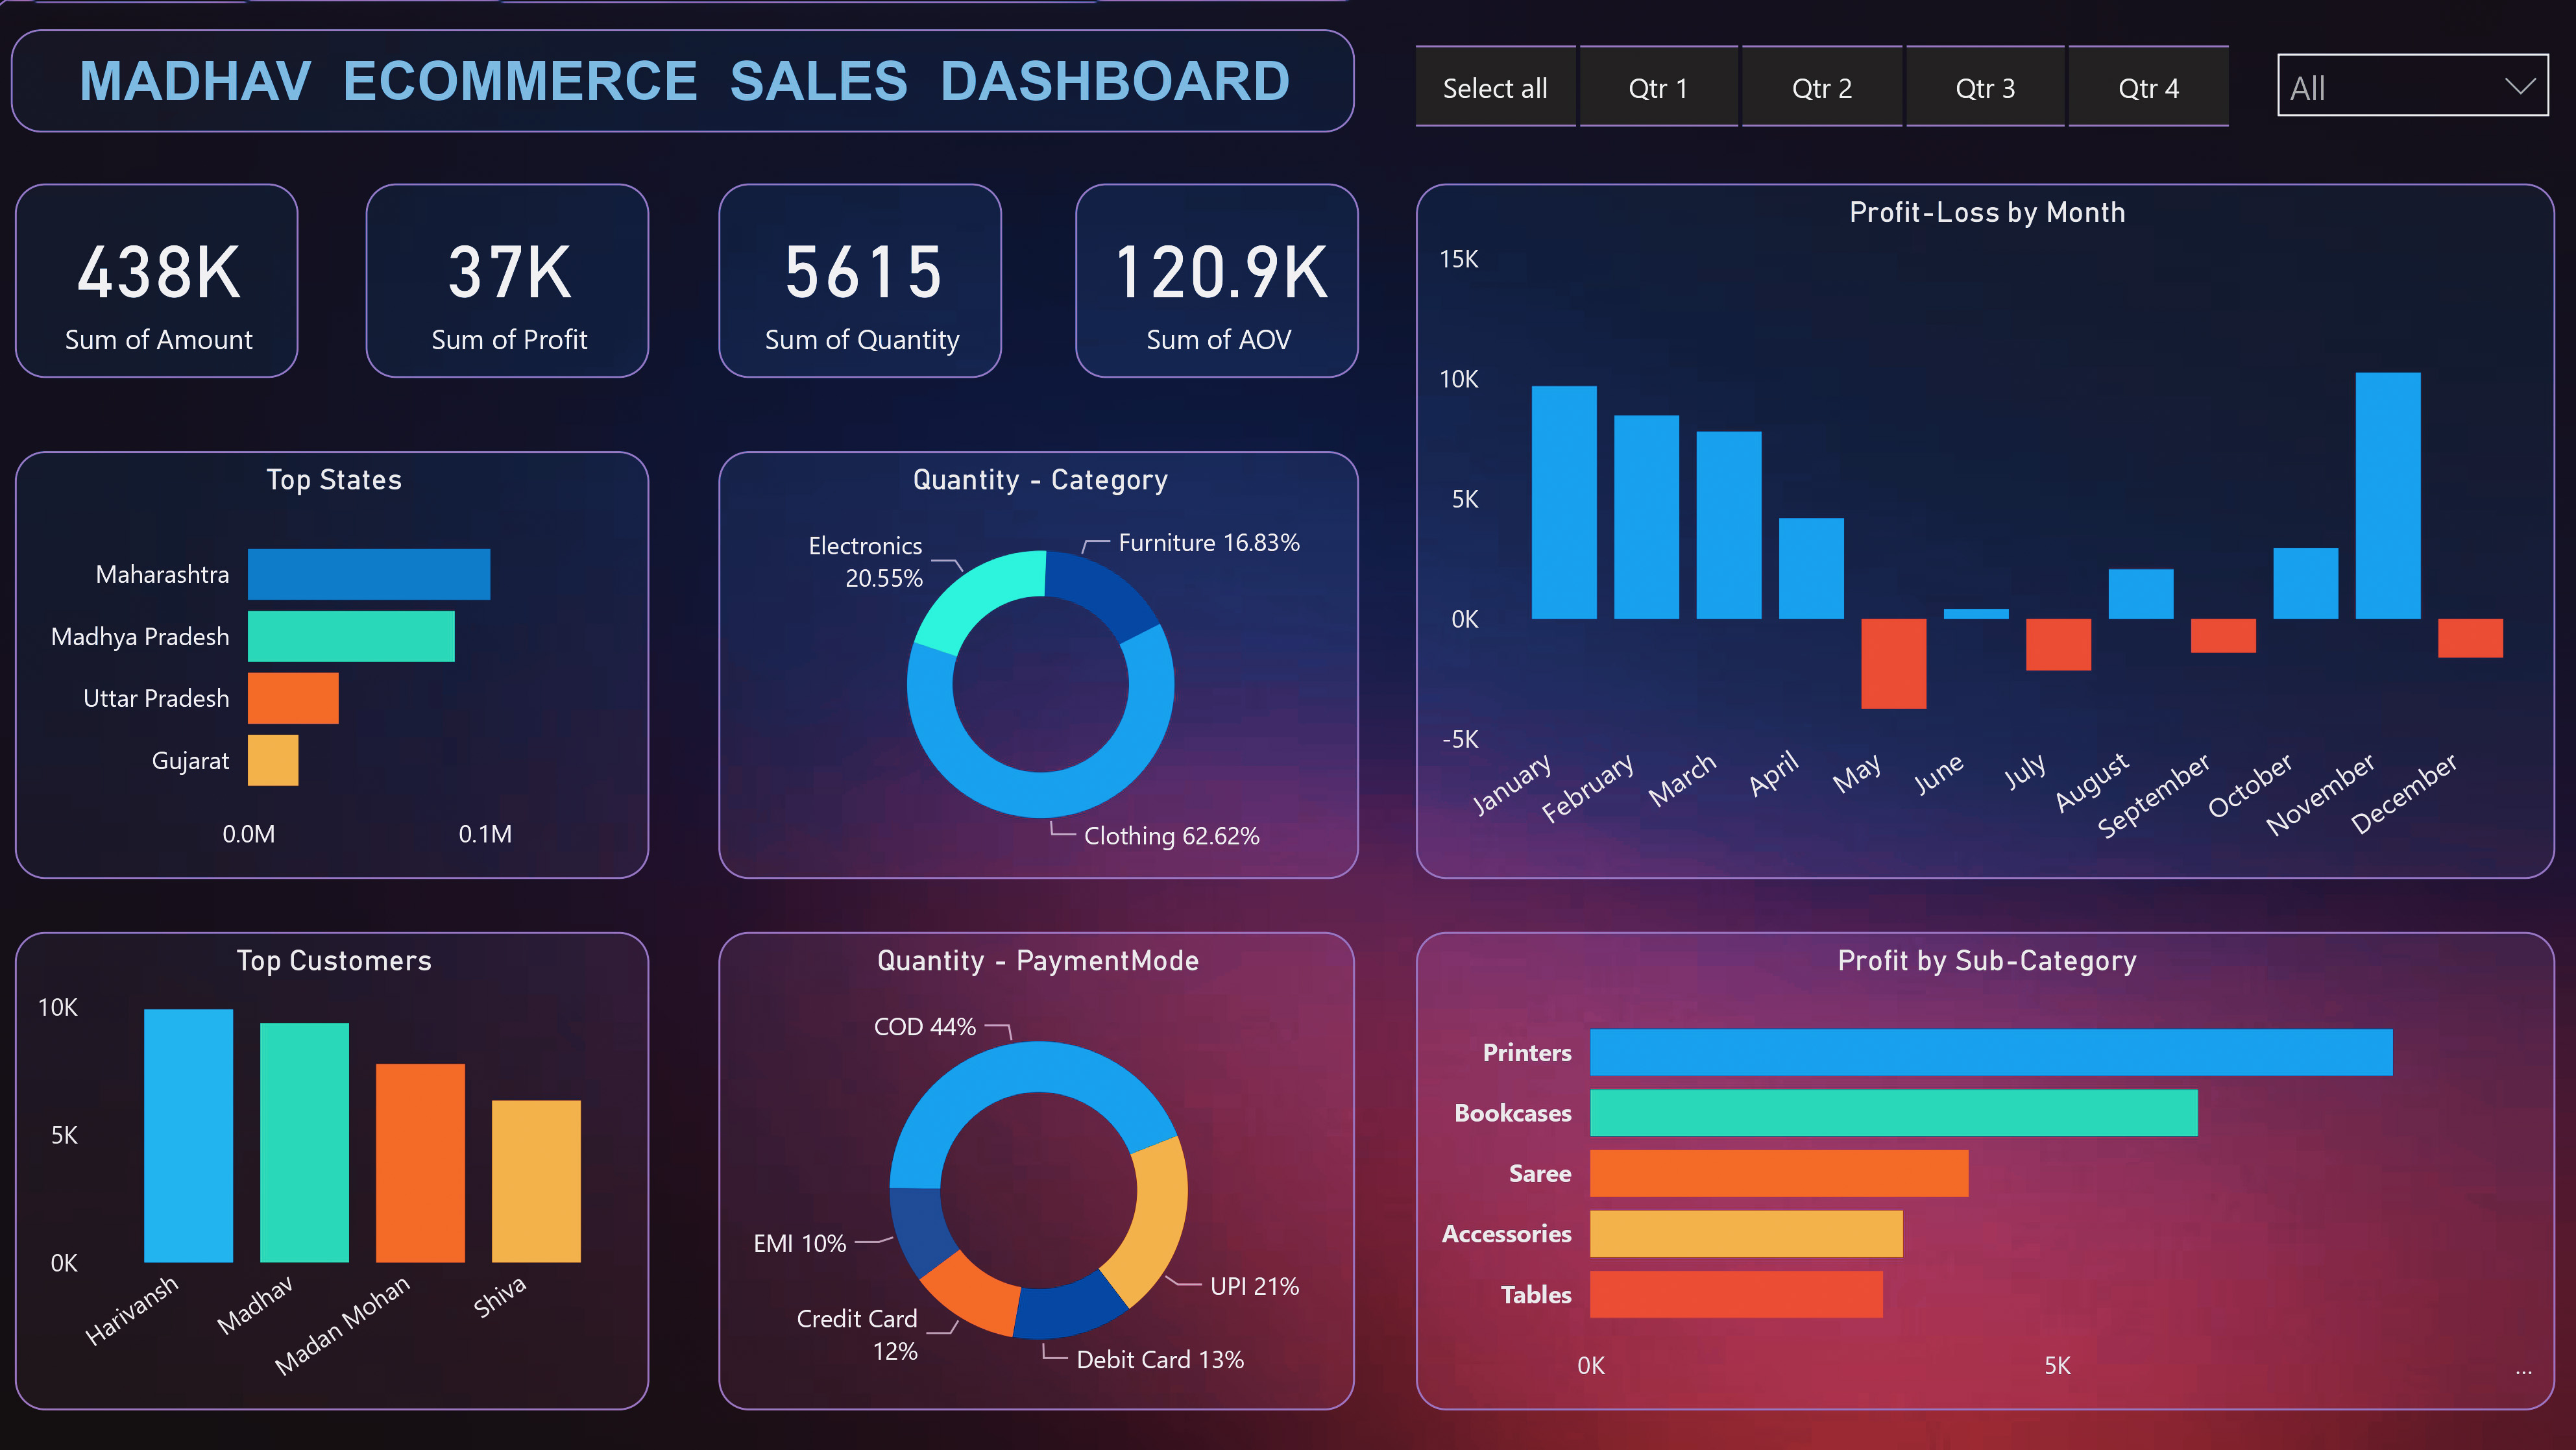 MADHAV ECOMMERCE SALES DASHBOARD
Select all
Qtr 1
Qtr 2
Qtr 3
Qtr 4
All
438K
Sum of Amount
37K
Sum of Profit
5615
Sum of Quantity
120.9K
Sum of AOV
Profit-Loss by Month
15K
10K
5K
0K
-5K
January
February
March
April
May
June
July
August
September
October
November
December
Top States
Maharashtra
Madhya Pradesh
Uttar Pradesh
Gujarat
0.0M
0.1M
Quantity - Category
Electronics
20.55%
Furniture 16.83%
Clothing 62.62%
Top Customers
10K
5K
0K
Harivansh
Madhav
Madan Mohan
Shiva
Quantity - PaymentMode
COD 44%
EMI 10%
Credit Card
12%
Debit Card 13%
UPI 21%
Profit by Sub-Category
Printers
Bookcases
Saree
Accessories
Tables
0K
5K
...